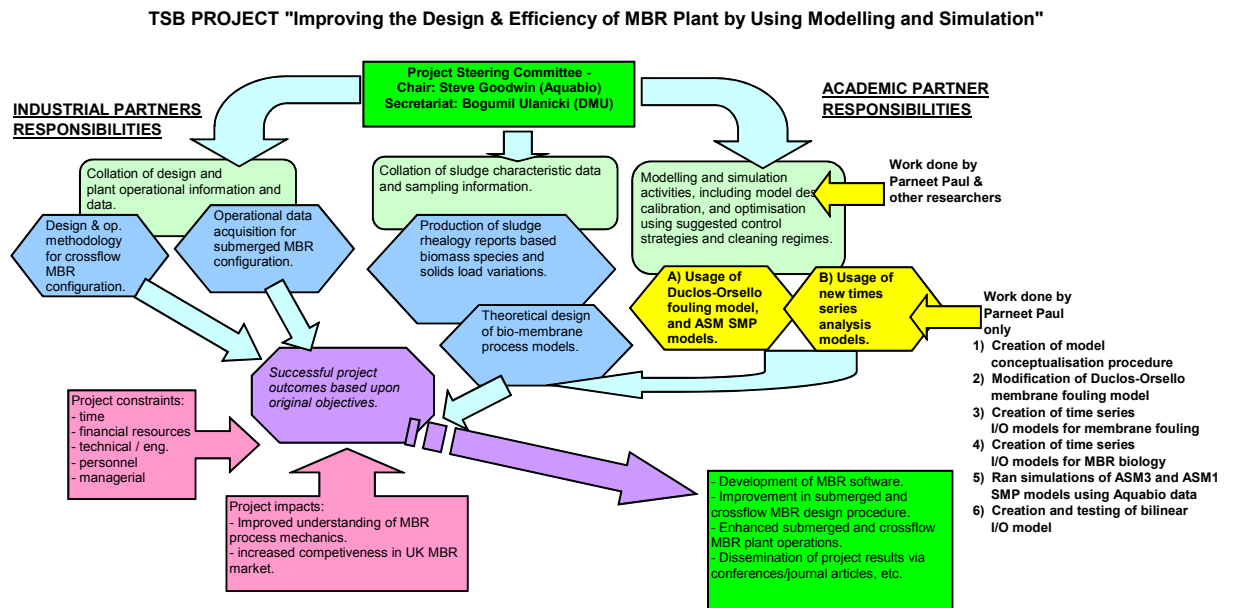 TSB PROJECT "Improving the Design & Efficiency of MBR Plant by Using Modelling and Simulation"
Project Steering Committee -
Chair: Steve Goodwin (Aquabio)
Secretariat: Bogumil Ulanicki (DMU)
INDUSTRIAL PARTNERS
RESPONSIBILITIES
ACADEMIC PARTNER
RESPONSIBILITIES
Collation of design and
plant operational information and
data.
Design & op.
methodology
for crossflow
MBR
configuration.
Operational data
acquisition for
submerged MBR
configuration.
Collation of sludge characteristic data
and sampling information.
Production of sludge
rhealogy reports based
biomass species and
solids load variations.
Theoretical design
of bio-membrane
process models.
Modelling and simulation
activities, including model des
calibration, and optimisation
using suggested control
strategies and cleaning regimes.
Work done by
Parneet Paul &
other researchers
A) Usage of
Duclos-Orsello
fouling model,
and ASM SMP
models.
B) Usage of
new times
series
analysis
models.
Work done by
Parneet Paul
only
1) Creation of model
conceptualisation procedure
2) Modification of Duclos-Orsello
membrane fouling model
3) Creation of time series
I/O models for membrane fouling
4) Creation of time series
I/O models for MBR biology
5) Ran simulations of ASM3 and ASM1
SMP models using Aquabio data
6) Creation and testing of bilinear
I/O model
Successful project
outcomes based upon
original objectives.
Project constraints:
- time
- financial resources
- technical / eng.
- personnel
- managerial
Project impacts:
- Improved understanding of MBR
process mechanics.
- increased competiveness in UK MBR
market.
- Development of MBR software.
- Improvement in submerged and
crossflow MBR design procedure.
- Enhanced submerged and crossflow
MBR plant operations.
- Dissemination of project results via
conferences/journal articles, etc.